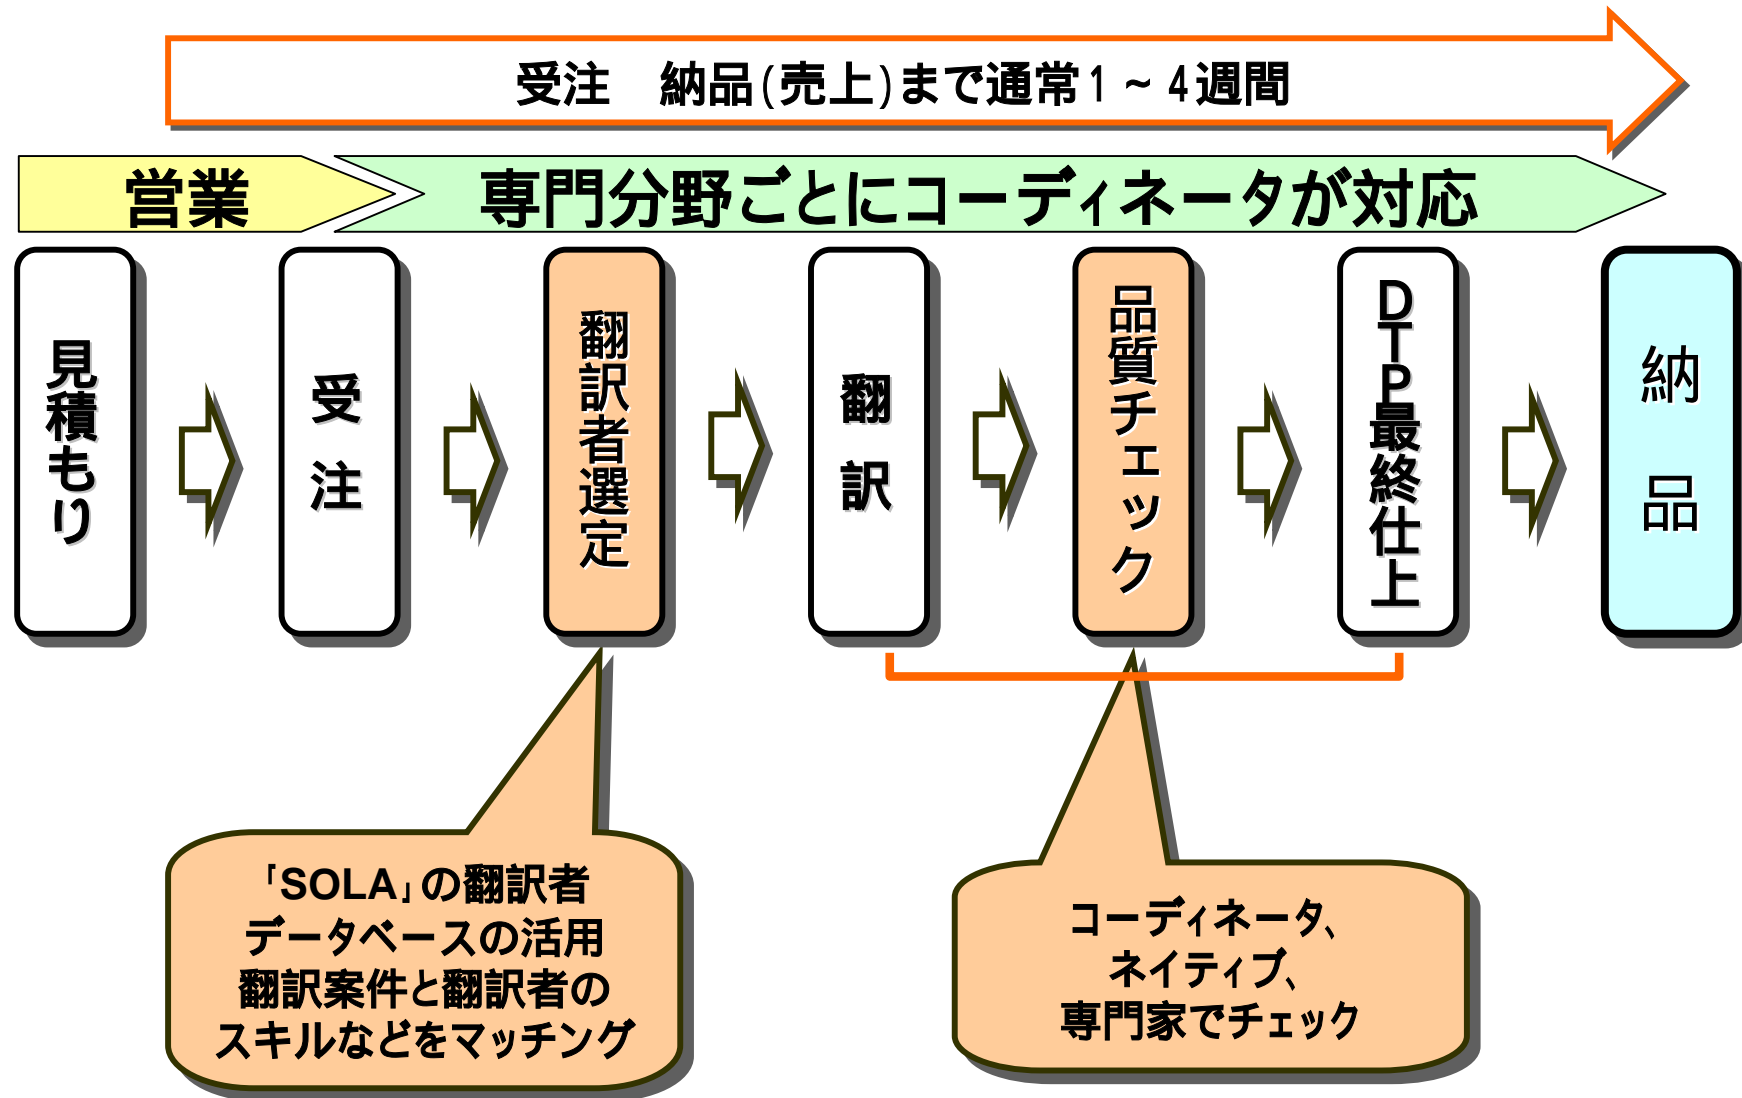 受注　納品(売上)まで通常1～4週間
営業
専門分野ごとにコーディネータが対応
見積もり
受注
翻訳者選定
翻訳
品質チェック
DTP最終仕上
納品
「SOLA」の翻訳者
データベースの活用
翻訳案件と翻訳者の
スキルなどをマッチング
コーディネータ、
ネイティブ、
専門家でチェック